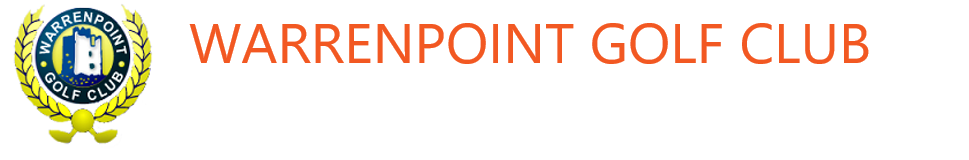 WARRENPOINT
GOLF CLUB
WARRENPOINT GOLF CLUB